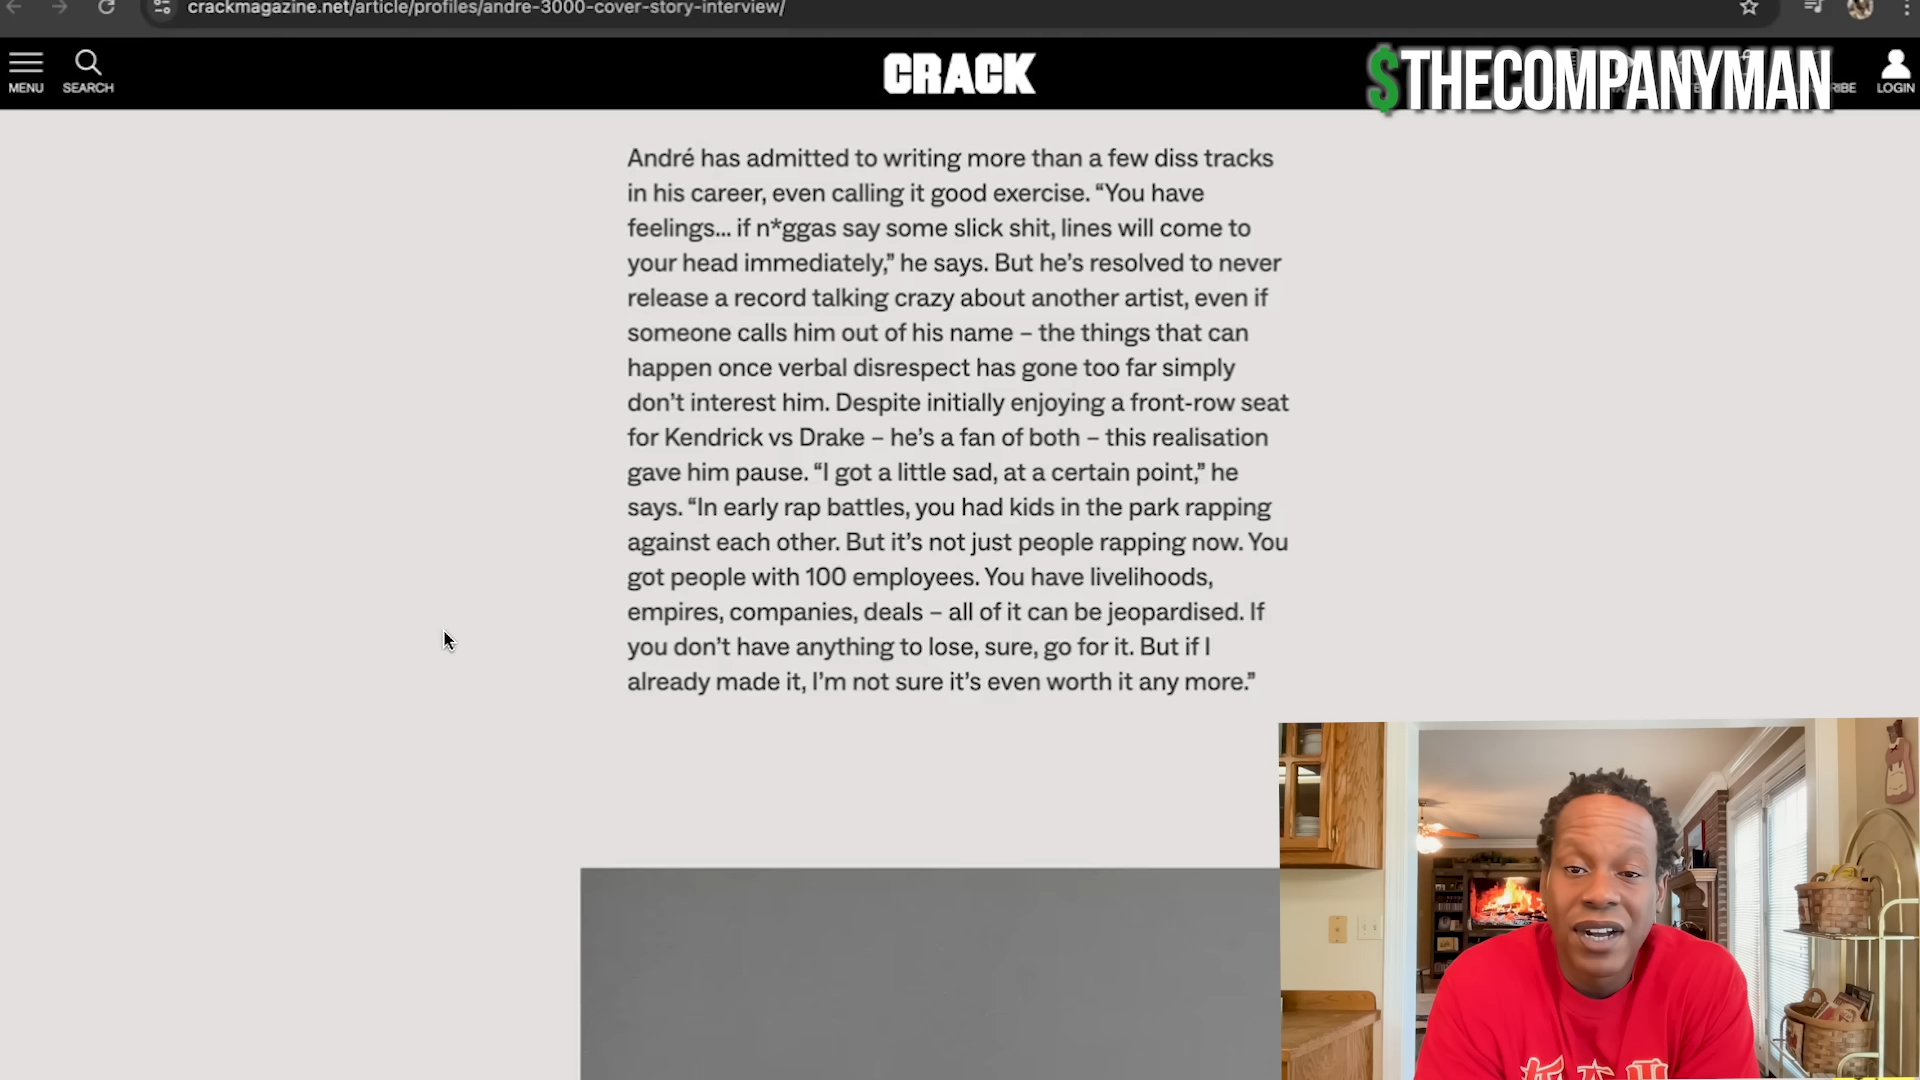 crackmagazine.net/article/profiles/andre-3000-cover-story-interview/
MENU
SEARCH
CRACK
$THECOMPANYMAN
LOGIN
André has admitted to writing more than a few diss tracks
in his career, even calling it good exercise. “You have
feelings... if n*ggas say some slick shit, lines will come to
your head immediately,” he says. But he’s resolved to never
release a record talking crazy about another artist, even if
someone calls him out of his name – the things that can
happen once verbal disrespect has gone too far simply
don’t interest him. Despite initially enjoying a front-row seat
for Kendrick vs Drake – he’s a fan of both – this realisation
gave him pause. “I got a little sad, at a certain point,” he
says. “In early rap battles, you had kids in the park rapping
against each other. But it’s not just people rapping now. You
got people with 100 employees. You have livelihoods,
empires, companies, deals – all of it can be jeopardised. If
you don’t have anything to lose, sure, go for it. But if I
already made it, I’m not sure it’s even worth it any more.”